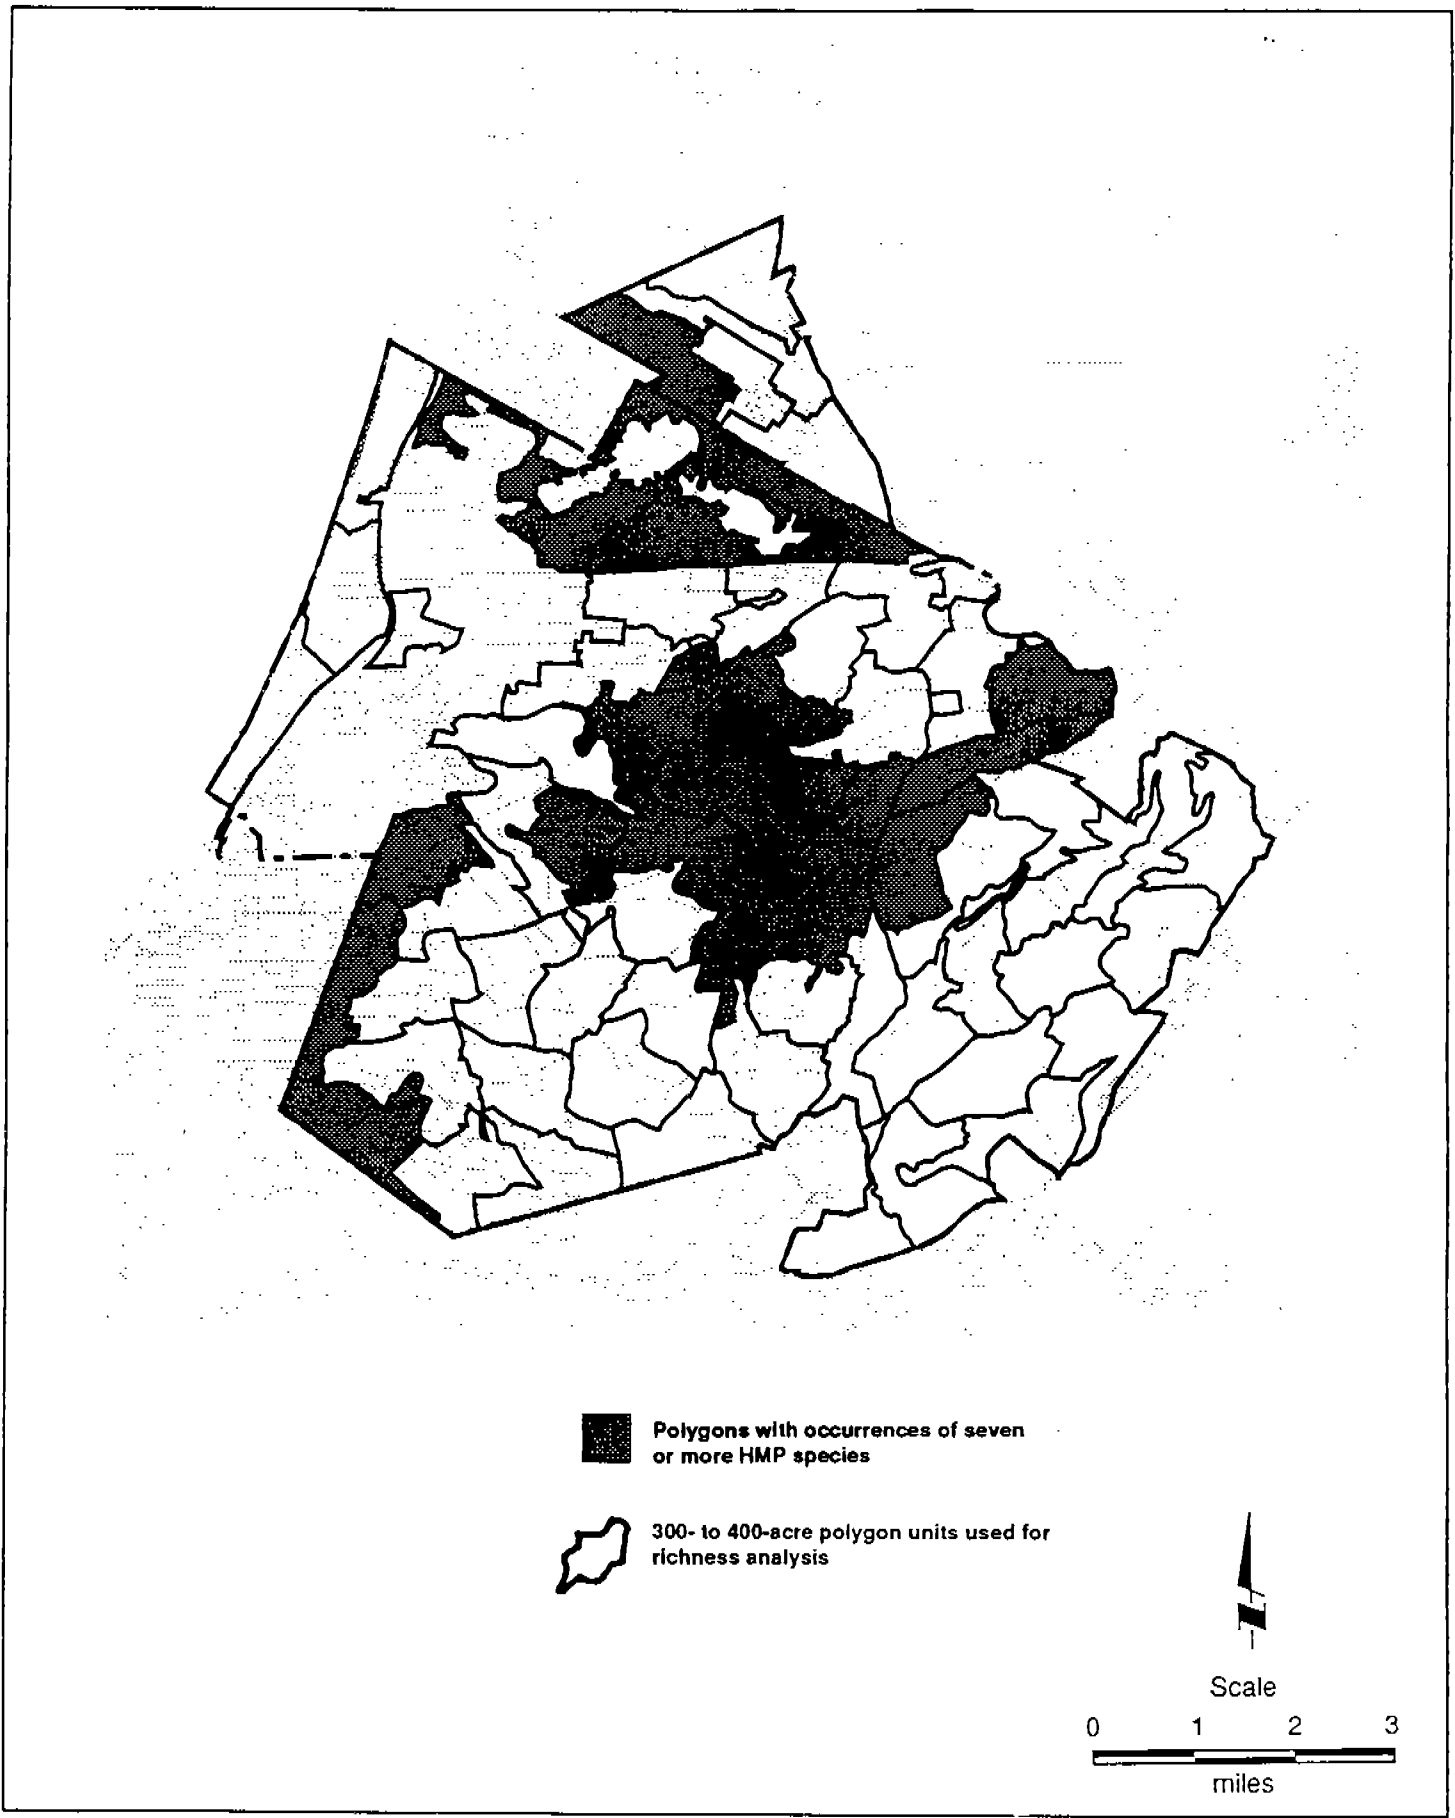 Polygons with occurrences of seven
or more HMP species
300- to 400-acre polygon units used for
richness analysis
N
Scale
0 1 2 3
miles